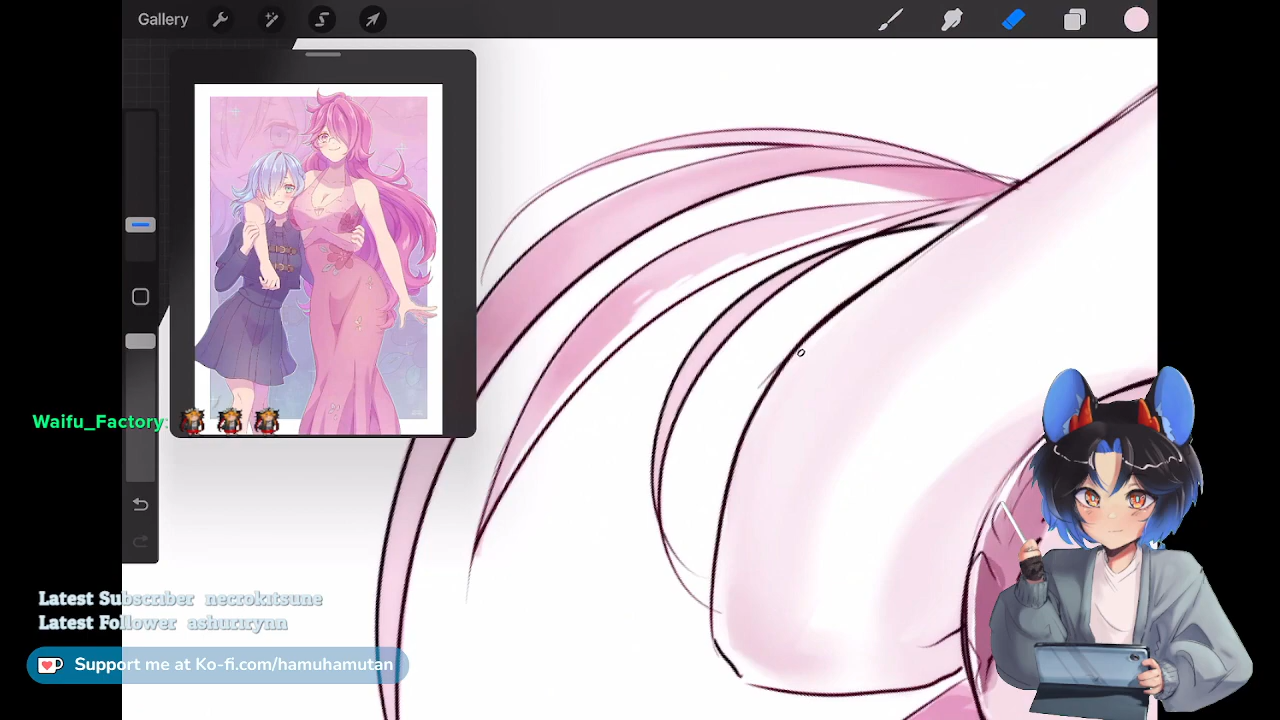 Gallery
Waifu_Factory:
Latest Subscriber necrokitsune
Latest Follower ashurirynn
Support me at Ko-fi.com/hamuhamutan